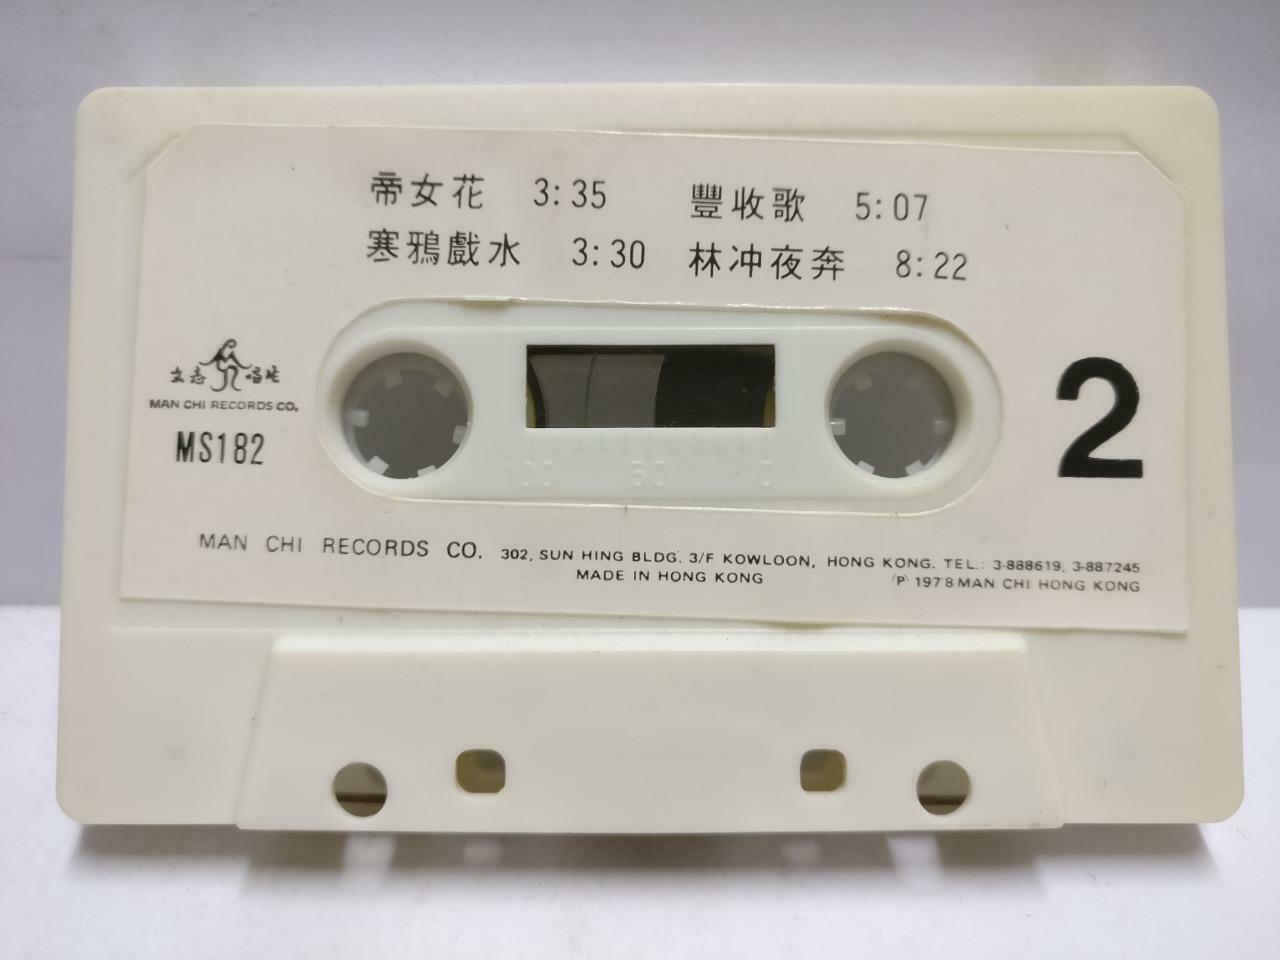 帝女花 3:35 豐收歌 5:07
寒鴉戲水 3:30 林冲夜奔 8:22
文志唱片
MAN CHI RECORDS CO.
MS182
2
100 50 0
MAN CHI RECORDS CO. 302, SUN HING BLDG. 3/F KOWLOON, HONG KONG. TEL.: 3-888619, 3-887245
MADE IN HONG KONG (P) 1978 MAN CHI HONG KONG